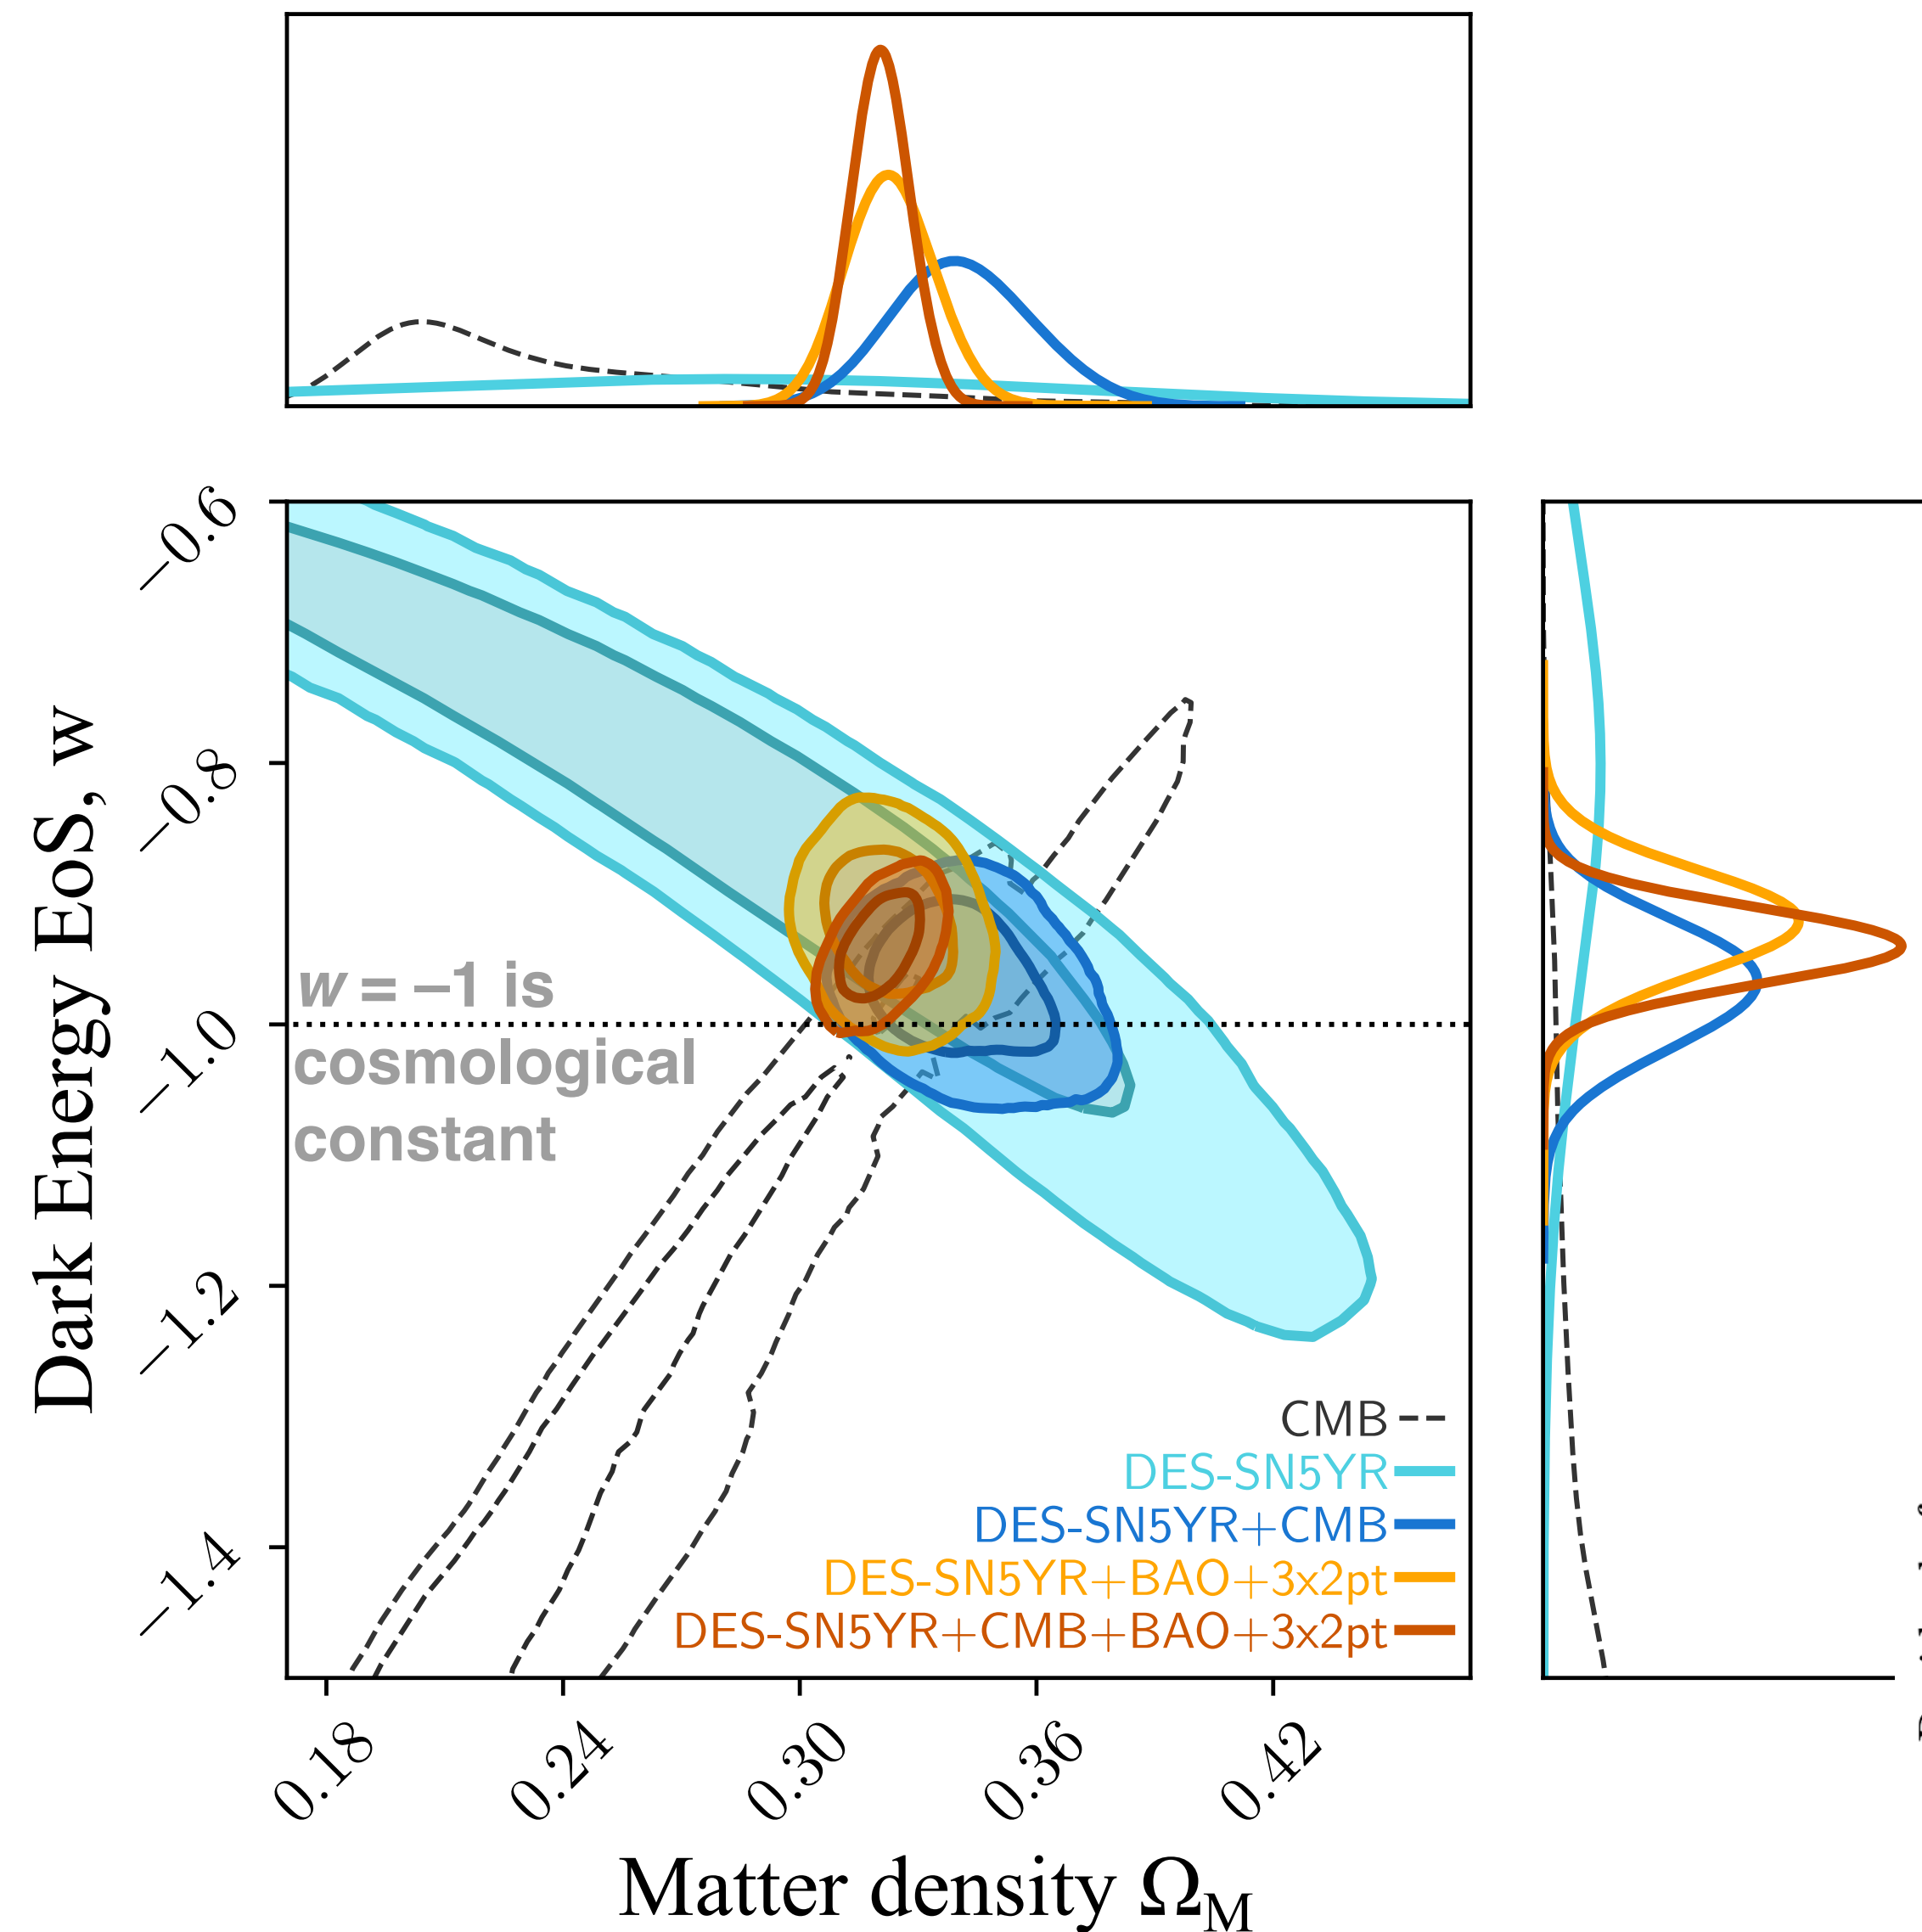 −0.6
−0.8
−1.0
−1.2
−1.4
Dark Energy EoS, w
w = −1 is
cosmological
constant
CMB
DES-SN5YR
DES-SN5YR+CMB
DES-SN5YR+BAO+3x2pt
DES-SN5YR+CMB+BAO+3x2pt
0.18
0.24
0.30
0.36
0.42
Matter density Ω_M